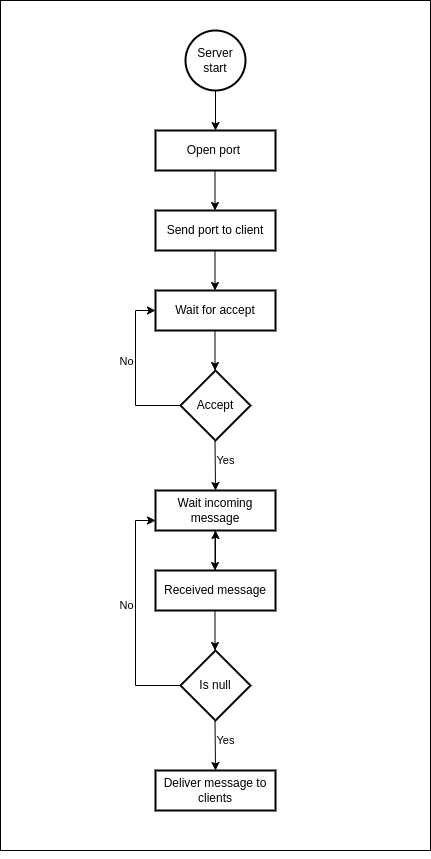 Server
start
Open port
Send port to client
Wait for accept
No
Accept
Yes
Wait incoming
message
Received message
No
Is null
Yes
Deliver message to
clients